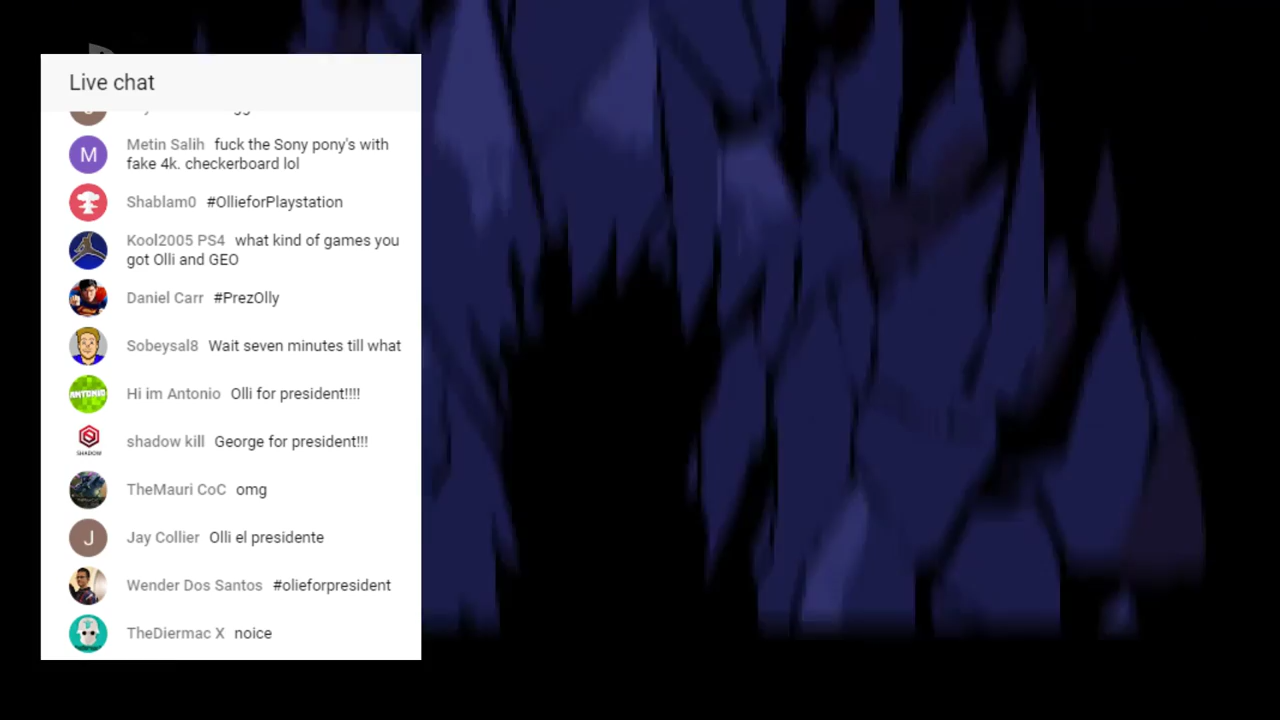 Live chat
Metin Salih fuck the Sony pony's with
fake 4k. checkerboard lol
Shablam0 #OllieforPlaystation
Kool2005 PS4 what kind of games you
got Olli and GEO
Daniel Carr #PrezOlly
Sobeysal8 Wait seven minutes till what
ANTONIO
Hi im Antonio Olli for president!!!!
SHADOW
shadow kill George for president!!!
TheMauri CoC omg
J
Jay Collier Olli el presidente
Wender Dos Santos #olieforpresident
TheDiermac X noice
M